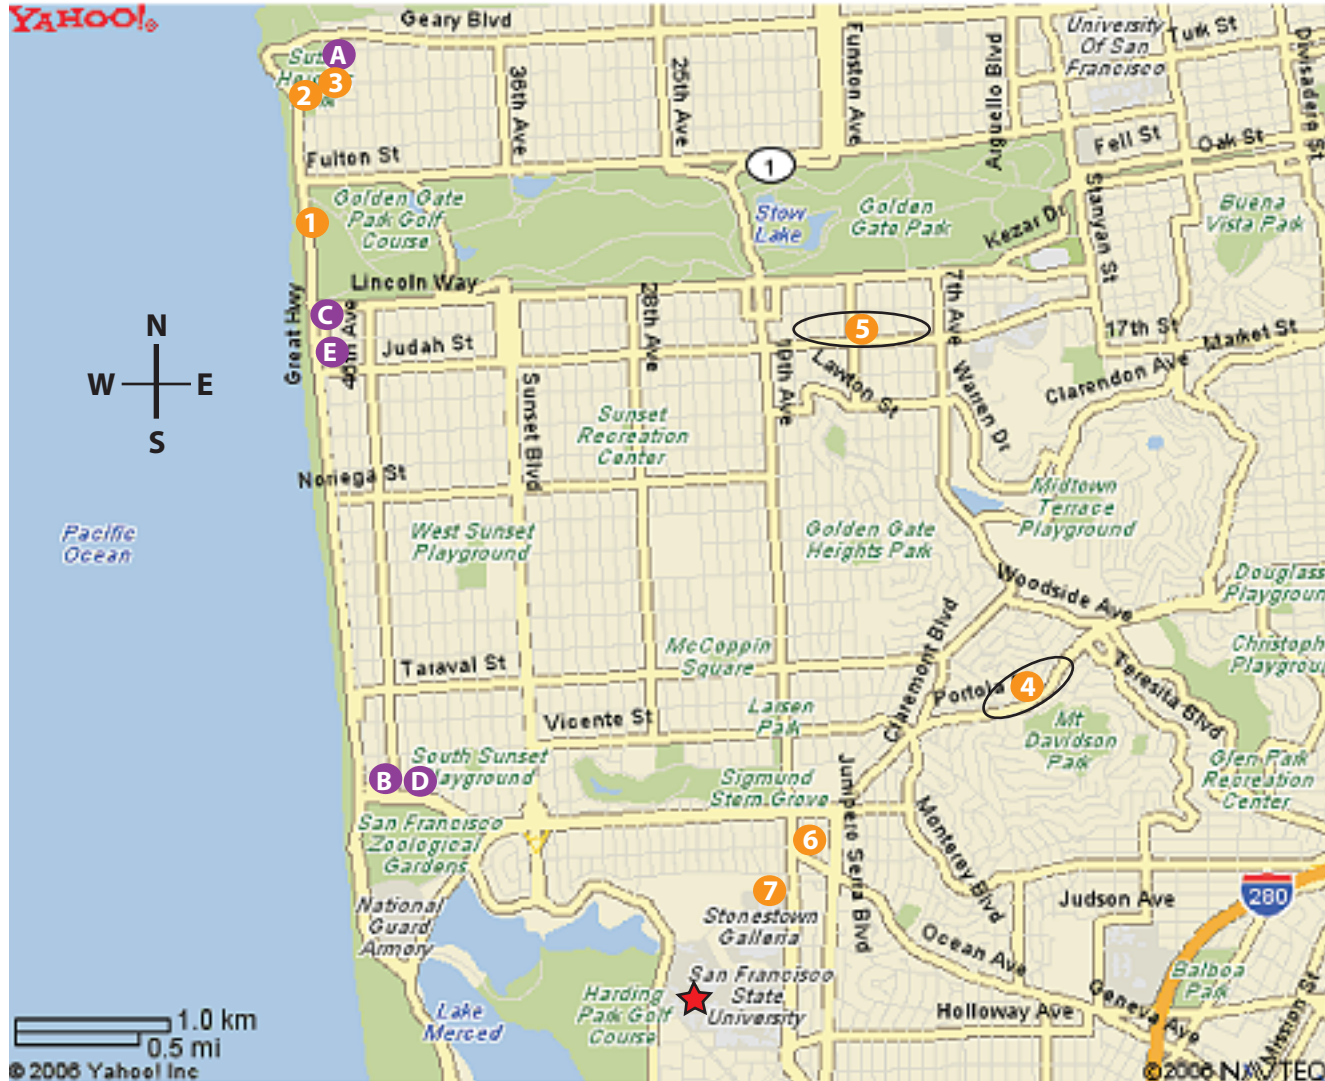 YAHOO!®
Geary Blvd
University
Of San
Francisco
Turk St
Divisadero St
A
3
2
36th Ave
25th Ave
Funston Ave
Arguello Blvd
Fell St
Oak St
Fulton St
1
Golden Gate
Park Golf
Course
1
Stow
Lake
Golden
Gate Park
Kezar Dr
Stanyan St
Buena
Vista Park
Lincoln Way
Great Hwy
C
E
46th Ave
Judah St
28th Ave
19th Ave
5
7th Ave
17th St
Market St
Lawton St
Warren Dr
Clarendon Ave
N
W
E
S
Sunset Blvd
Sunset
Recreation
Center
Noriega St
Midtown
Terrace
Playground
Pacific
Ocean
West Sunset
Playground
Golden Gate
Heights Park
Woodside Ave
Douglass
Playgroun
Claremont Blvd
McCoppin
Square
Christoph
Playgrou
Taraval St
Portola
4
Teresita Blvd
Vicente St
Larsen
Park
Mt
Davidson
Park
Glen Park
Recreation
Center
B
D
South Sunset
Playground
Sigmund
Stern Grove
Junipero Serra Blvd
Monterey Blvd
San Francisco
Zoological
Gardens
6
7
280
Judson Ave
National
Guard
Armory
Stonestown
Galleria
Ocean Ave
San Francisco
State
University
Balboa
Park
Geneva Ave
Harding
Park Golf
Course
Lake
Merced
Holloway Ave
Mission St
1.0 km
0.5 mi
© 2006 Yahoo! Inc
©2006 NAVTEQ